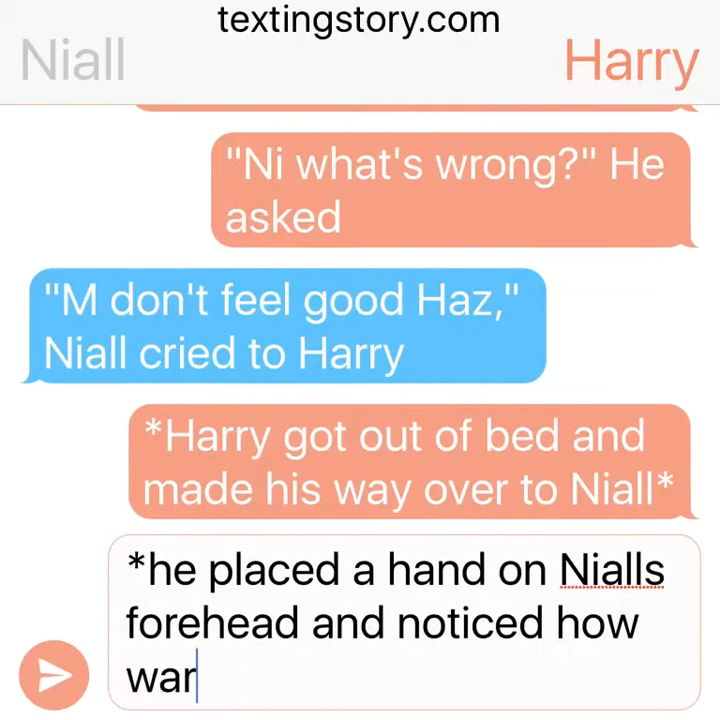 textingstory.com
Niall
Harry
"Ni what's wrong?" He
asked
"M don't feel good Haz,"
Niall cried to Harry
*Harry got out of bed and
made his way over to Niall*
*he placed a hand on Nialls
forehead and noticed how
war